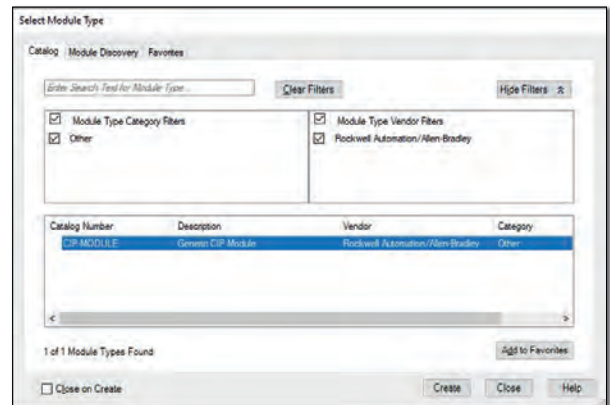 Select Module Type
Catalog Module Discovery Favorites
Enter Search Text for Module Type... Clear Filters Hide Filters
Module Type Category Filters Module Type Vendor Filters
Other Rockwell Automation/Allen-Bradley
Catalog Number Description Vendor Category
CIP-MODULE Generic CIP Module Rockwell Automation/Allen-Bradley Other
1 of 1 Module Types Found Add to Favorites
Close on Create Create Close Help